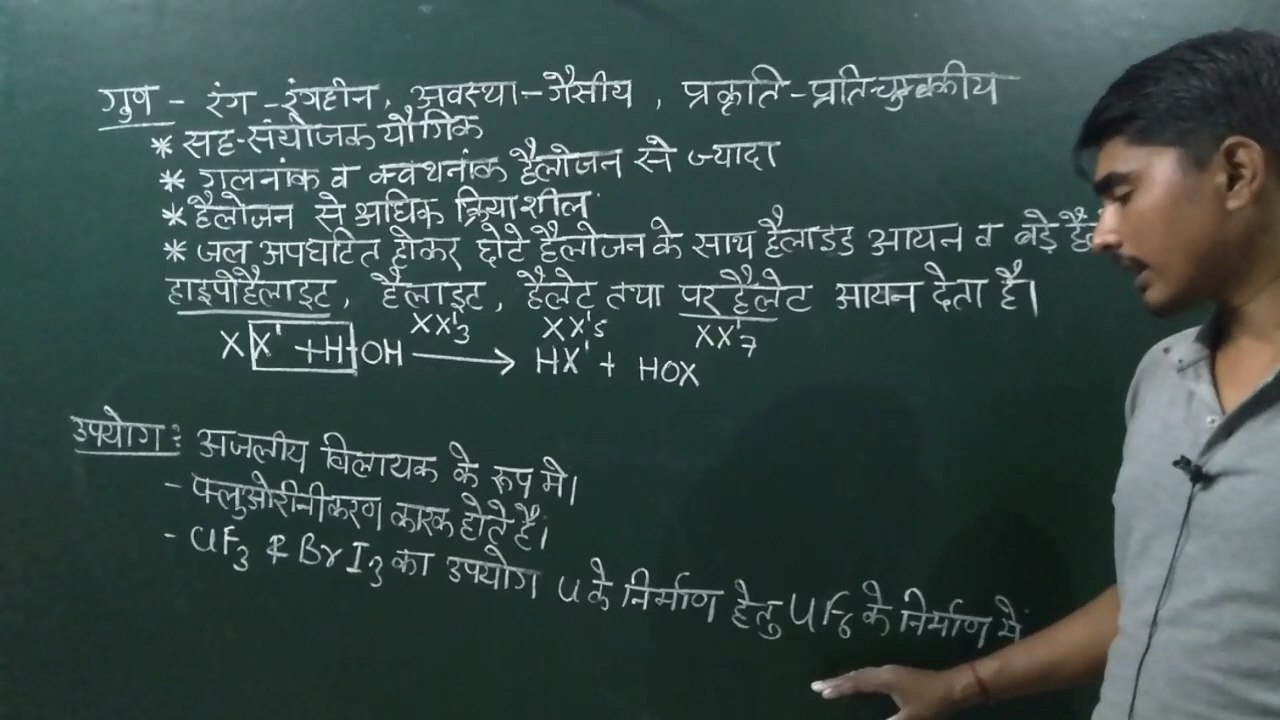 गुण - रंग - रंगहीन, अवस्था - गैसीय, प्रकृति - प्रतिचुम्बकीय
* सह-संयोजक यौगिक
* गलनांक व क्वथनांक हैलोजन से ज्यादा
* हैलोजन से अधिक क्रियाशील
* जल अपघटित होकर छोटे हैलोजन के साथ हैलाइड आयन व बड़े
हाइपोहैलाइट, हैलाइट, हैलेट तथा परहैलेट आयन देता है।
XX'3 XX'5 XX'7
XX' + H-OH ⟶ HX' + HOX
उपयोग : अजलीय विलायक के रूप मे।
- फ्लुओरीनीकरण कारक होते है।
- UF3 & BrI3 का उपयोग U के निर्माण हेतु UF6 के निर्माण में